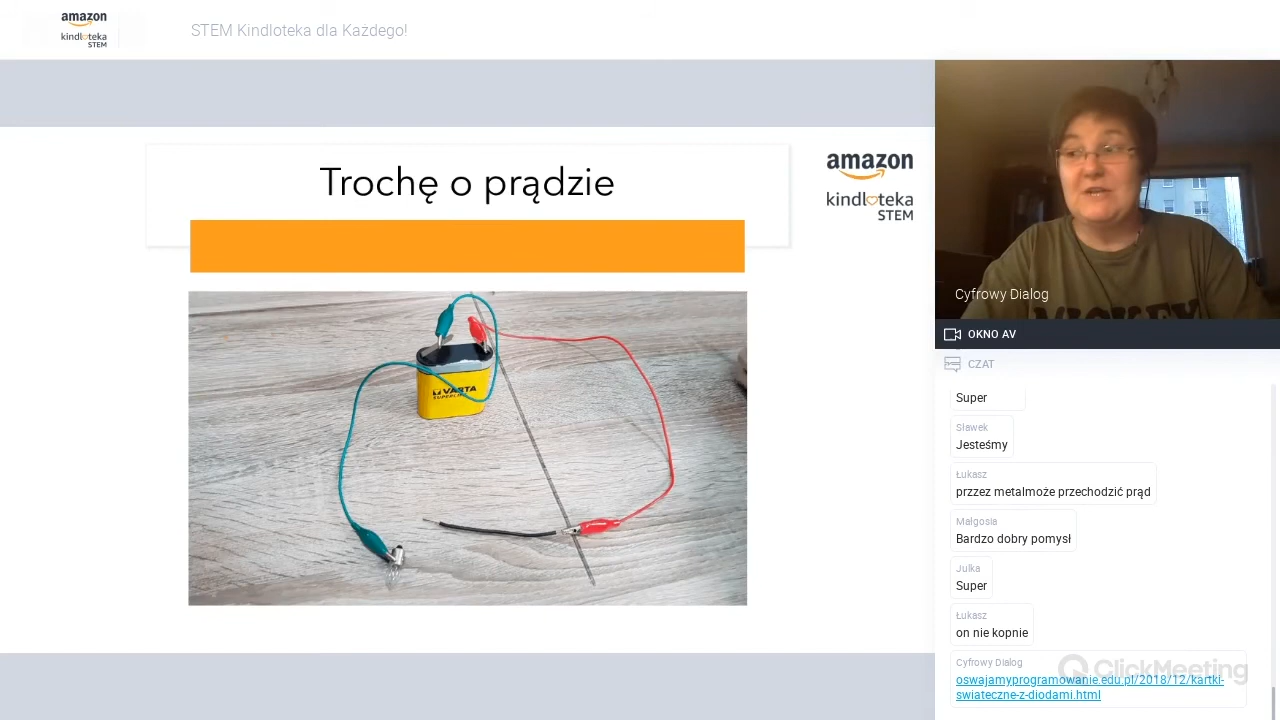 amazon
kindloteka
STEM
STEM Kindloteka dla Każdego!
Trochę o prądzie
amazon
kindloteka
STEM
VARTA
SUPERLIFE
Cyfrowy Dialog
OKNO AV
CZAT
Super
Sławek
Jesteśmy
Łukasz
przzez metalmoże przechodzić prąd
Małgosia
Bardzo dobry pomysł
Julka
Super
Łukasz
on nie kopnie
Cyfrowy Dialog
oswajamyprogramowanie.edu.pl/2018/12/kartki-
swiateczne-z-diodami.html
ClickMeeting